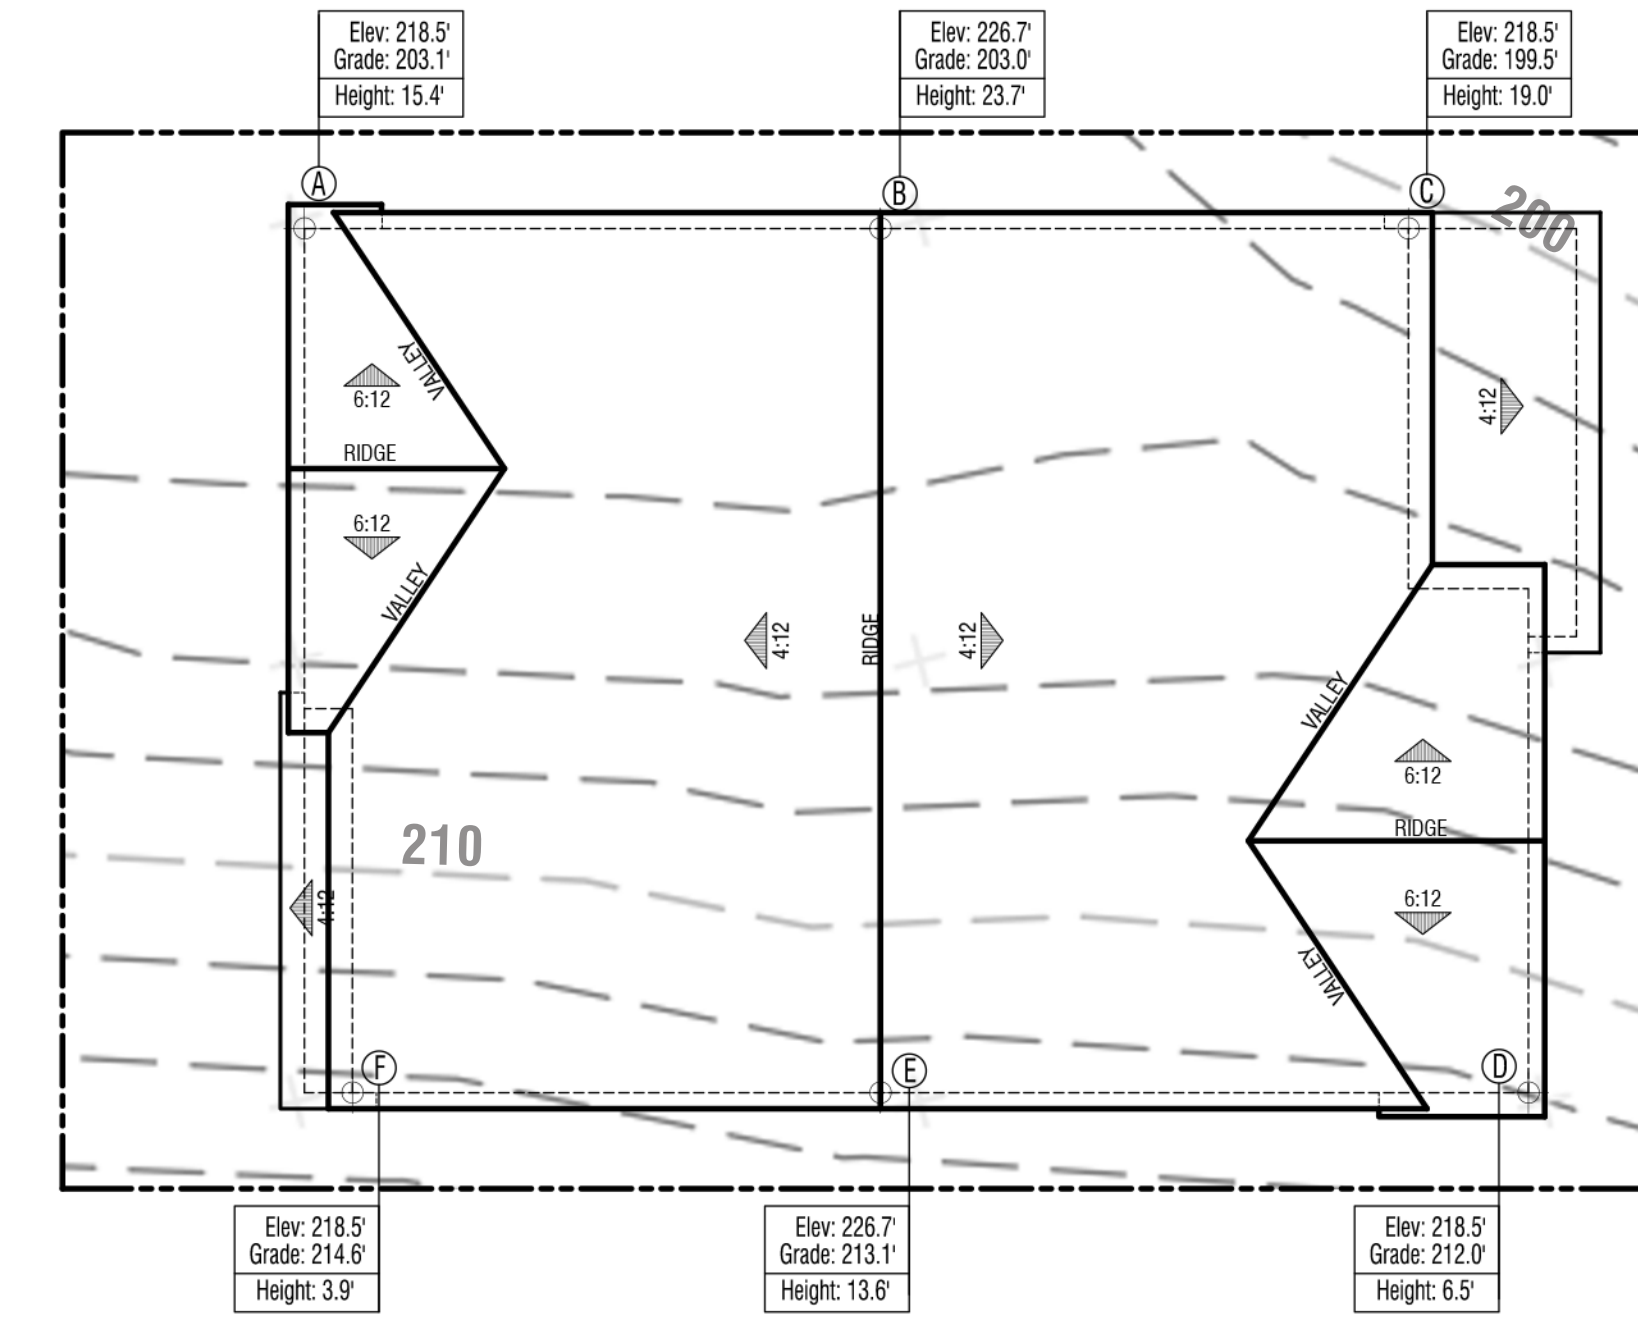 Elev: 218.5'
Grade: 203.1'
Height: 15.4'
Elev: 226.7'
Grade: 203.0'
Height: 23.7'
Elev: 218.5'
Grade: 199.5'
Height: 19.0'
A
B
C
200
VALLEY
6:12
4:12
RIDGE
6:12
VALLEY
4:12
RIDGE
4:12
VALLEY
6:12
RIDGE
210
4:12
6:12
VALLEY
F
E
D
Elev: 218.5'
Grade: 214.6'
Height: 3.9'
Elev: 226.7'
Grade: 213.1'
Height: 13.6'
Elev: 218.5'
Grade: 212.0'
Height: 6.5'